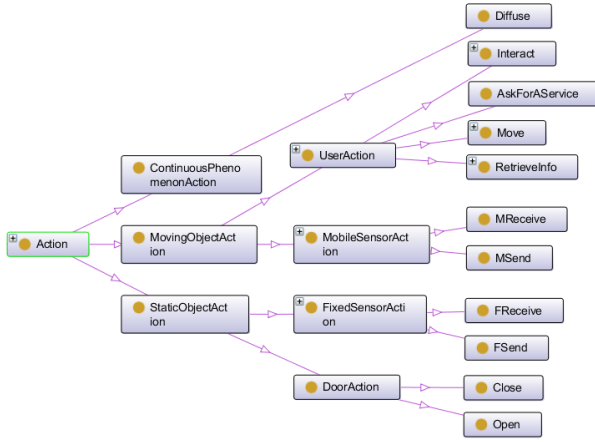 Diffuse
Interact
AskForAService
Move
RetrieveInfo
UserAction
ContinuousPheno
menonAction
MReceive
MSend
Action
MovingObjectAct
ion
MobileSensorAct
ion
StaticObjectAct
ion
FixedSensorActi
on
FReceive
FSend
DoorAction
Close
Open